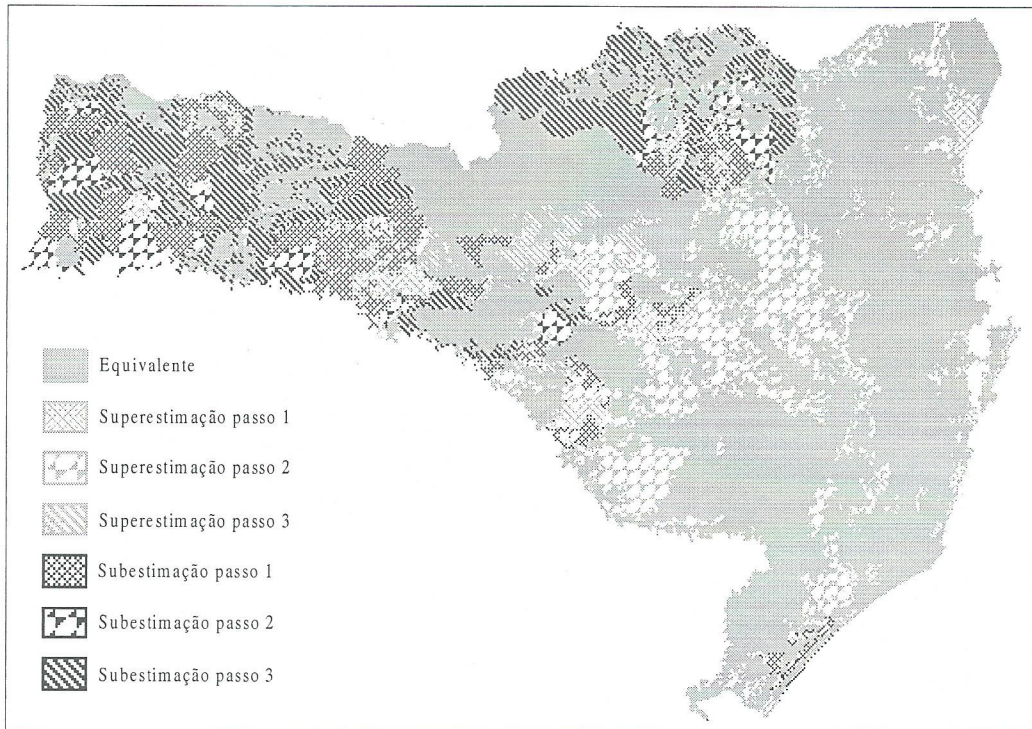 Equivalente
Superestimação passo 1
Superestimação passo 2
Superestimação passo 3
Subestimação passo 1
Subestimação passo 2
Subestimação passo 3